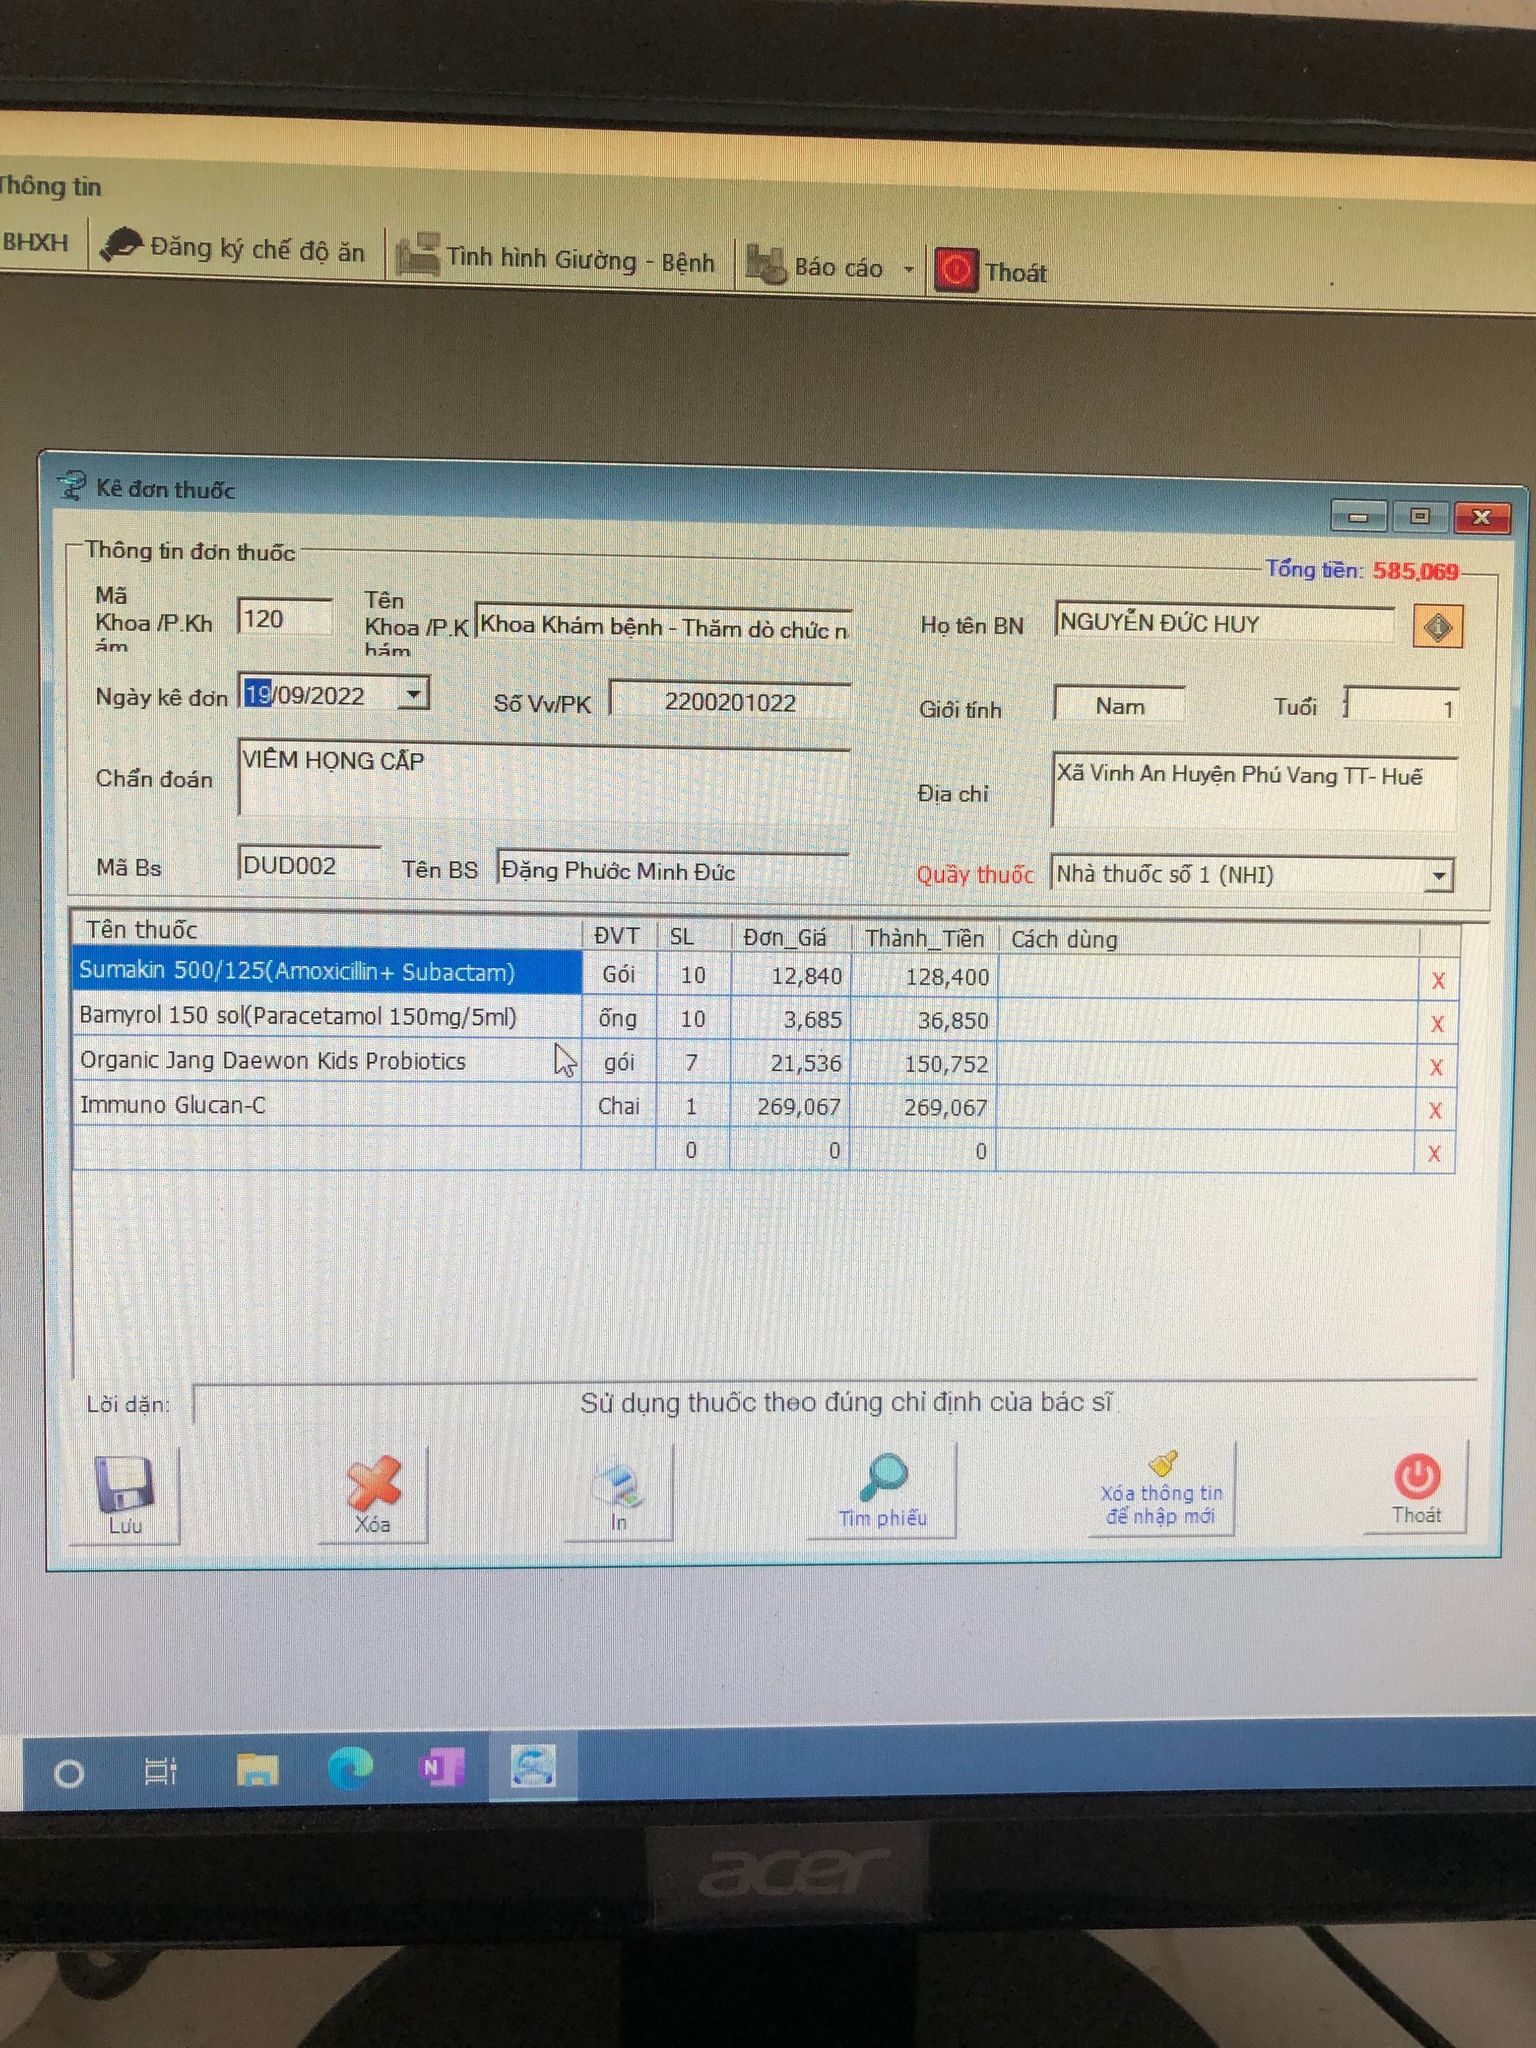 Thông tin
BHXH Đăng ký chế độ ăn Tình hình Giường - Bệnh Báo cáo Thoát
Kê đơn thuốc
Thông tin đơn thuốc Tổng tiền: 585,069
Mã Khoa /P.Kh ám 120 Tên Khoa /P.K hám Khoa Khám bệnh - Thăm dò chức n Họ tên BN NGUYỄN ĐỨC HUY
Ngày kê đơn 19/09/2022 Số Vv/PK 2200201022 Giới tính Nam Tuổi 1
Chẩn đoán VIÊM HỌNG CẤP Địa chỉ Xã Vinh An Huyện Phú Vang TT- Huế
Mã Bs DUD002 Tên BS Đặng Phước Minh Đức Quầy thuốc Nhà thuốc số 1 (NHI)
Tên thuốc ĐVT SL Đơn_Giá Thành_Tiền Cách dùng
Sumakin 500/125(Amoxicillin+ Subactam) Gói 10 12,840 128,400 X
Bamyrol 150 sol(Paracetamol 150mg/5ml) ống 10 3,685 36,850 X
Organic Jang Daewon Kids Probiotics gói 7 21,536 150,752 X
Immuno Glucan-C Chai 1 269,067 269,067 X
0 0 0 X
Lời dặn: Sử dụng thuốc theo đúng chỉ định của bác sĩ
Lưu Xóa In Tìm phiếu Xóa thông tin để nhập mới Thoát
N
acer